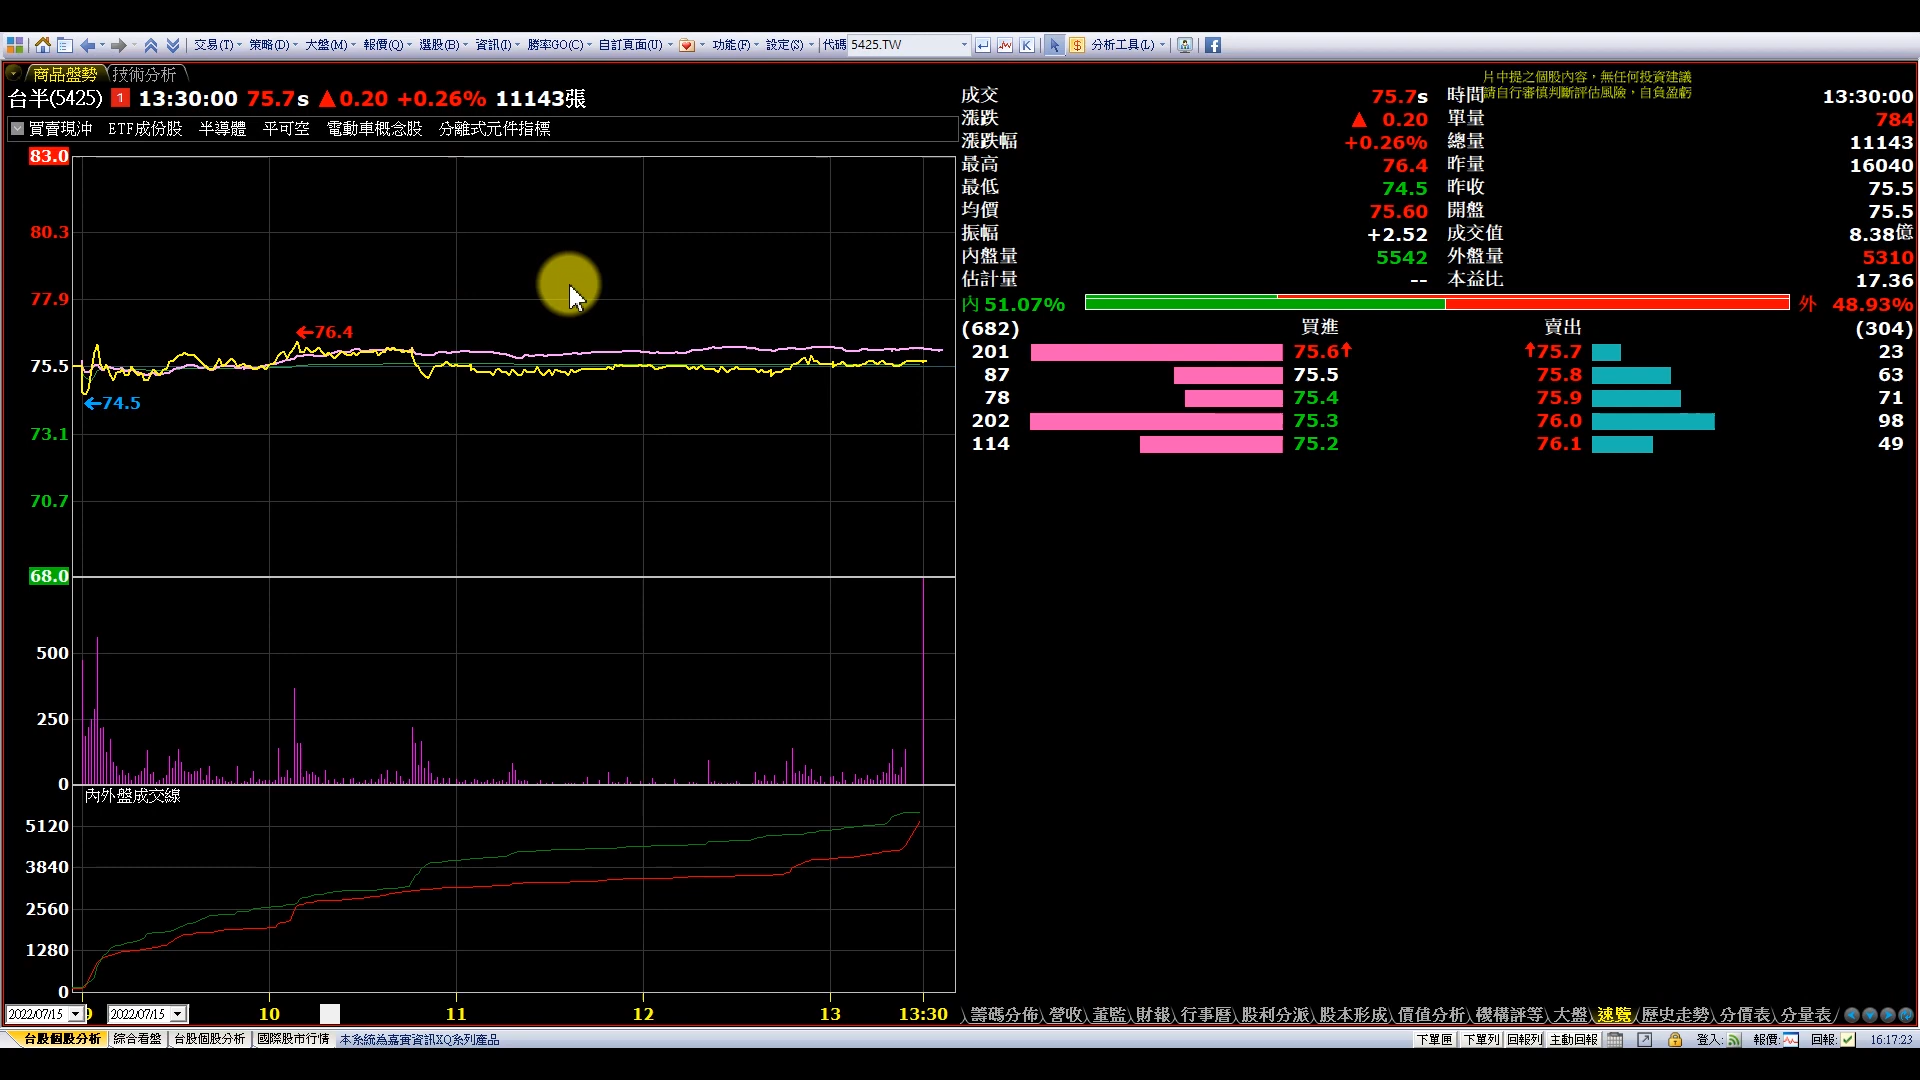 交易(T) 策略(D) 大盤(M) 報價(Q) 選股(B) 資訊(I) 勝率GO(C) 自訂頁面(U) 功能(F) 設定(S) 代碼 5425.TW K $ 分析工具(L)
商品盤勢 技術分析
片中提之個股內容，無任何投資建議
請自行審慎判斷評估風險，自負盈虧
台半(5425) 1 13:30:00 75.7s ▲0.20 +0.26% 11143張
買賣現沖 ETF成份股 半導體 平可空 電動車概念股 分離式元件指標
成交 75.7s 時間 13:30:00
漲跌 ▲ 0.20 單量 784
漲跌幅 +0.26% 總量 11143
最高 76.4 昨量 16040
最低 74.5 昨收 75.5
均價 75.60 開盤 75.5
振幅 +2.52 成交值 8.38億
內盤量 5542 外盤量 5310
估計量 -- 本益比 17.36
內 51.07% 外 48.93%
(682) 買進 賣出 (304)
201 75.6↑ ↑75.7 23
87 75.5 75.8 63
78 75.4 75.9 71
202 75.3 76.0 98
114 75.2 76.1 49
83.0
80.3
77.9
←76.4
75.5
←74.5
73.1
70.7
68.0
500
250
0
內外盤成交線
5120
3840
2560
1280
0
2022/07/15 9 2022/07/15 10 11 12 13 13:30
籌碼分佈 營收 董監 財報 行事曆 股利分派 股本形成 價值分析 機構評等 大盤 速覽 歷史走勢 分價表 分量表
台股個股分析 綜合看盤 台股個股分析 國際股市行情 本系統為嘉實資訊XQ系列產品 下單匣 下單列 回報列 主動回報 登入: 報價: 回報: 16:17:23